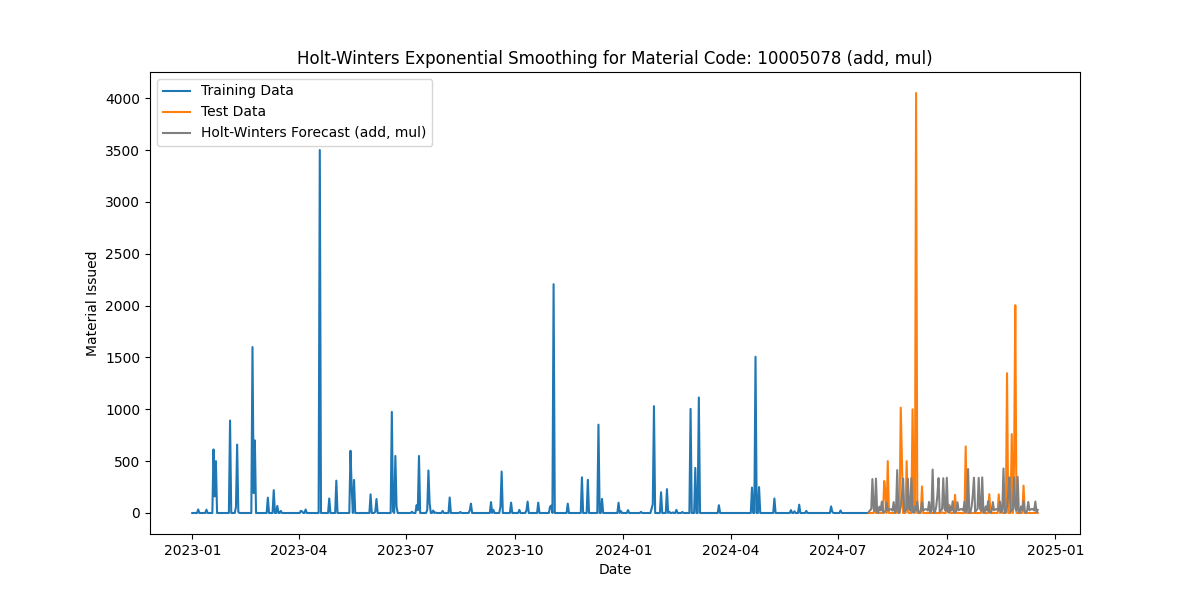 Holt-Winters Exponential Smoothing for Material Code: 10005078 (add, mul)
Training Data
Test Data
Holt-Winters Forecast (add, mul)
4000
3500
3000
2500
2000
1500
1000
500
0
Material Issued
2023-01 2023-04 2023-07 2023-10 2024-01 2024-04 2024-07 2024-10 2025-01
Date